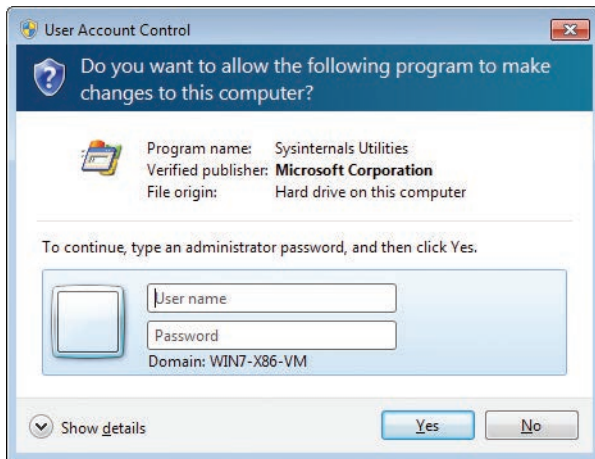 User Account Control
Do you want to allow the following program to make
changes to this computer?
Program name: Sysinternals Utilities
Verified publisher: Microsoft Corporation
File origin: Hard drive on this computer
To continue, type an administrator password, and then click Yes.
User name
Password
Domain: WIN7-X86-VM
Show details
Yes
No